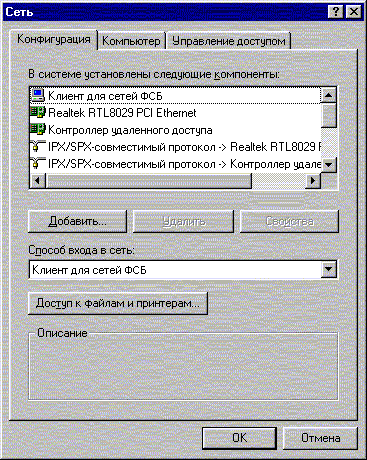 Сеть
Конфигурация
Компьютер
Управление доступом
В системе установлены следующие компоненты:
Клиент для сетей ФСБ
Realtek RTL8029 PCI Ethernet
Контроллер удаленного доступа
IPX/SPX-совместимый протокол -> Realtek RTL8029 F
IPX/SPX-совместимый протокол -> Контроллер удале
Добавить...
Удалить
Свойства
Способ входа в сеть:
Клиент для сетей ФСБ
Доступ к файлам и принтерам...
Описание
OK
Отмена